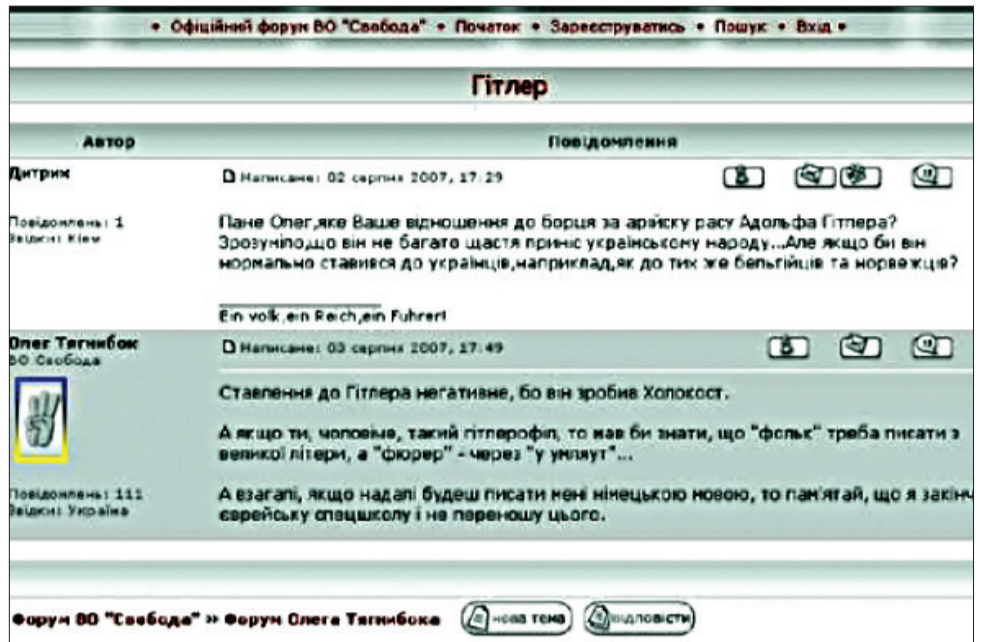 • Офіційний форум ВО "Свобода" • Початок • Зареєструватись • Пошук • Вхід •
Гітлер
Автор Повідомлення
Дитрих
Написане: 02 серпня 2007, 17:29
Повідомлень: 1
Звідки: Київ
Пане Олег,яке Ваше відношення до борця за арійску расу Адольфа Гітлера?
Зрозуміло,що він не багато щастя приніс українському народу...Але якщо би він
нормально ставився до українців,наприклад,як до тих же бельгійців та норвежців?
Ein volk,ein Reich,ein Fuhrer!
Олег Тягнибок
ВО Свобода
Написане: 03 серпня 2007, 17:49
Ставлення до Гітлера негативне, бо він зробив Холокост.
А якщо ти, чоловіче, такий гітлерофіл, то мав би знати, що "фольк" треба писати з
великої літери, а "фюрер" - через "у умляут"...
Повідомлень: 111
Звідки: Україна
А взагалі, якщо надалі будеш писати мені німецькою мовою, то пам'ятай, що я закінч
єврейську спецшколу і не переношу цього.
Форум ВО "Свобода" » Форум Олега Тягнибока нова тема відповісти